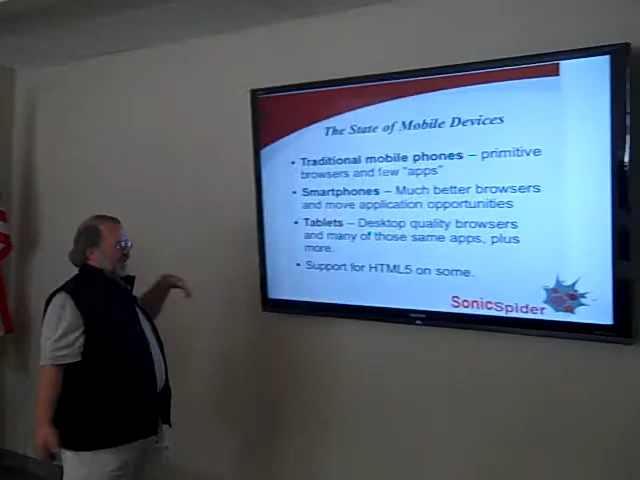 The State of Mobile Devices
• Traditional mobile phones – primitive
browsers and few "apps"
• Smartphones – Much better browsers
and move application opportunities
• Tablets – Desktop quality browsers
and many of those same apps, plus
more.
• Support for HTML5 on some.
SonicSpider